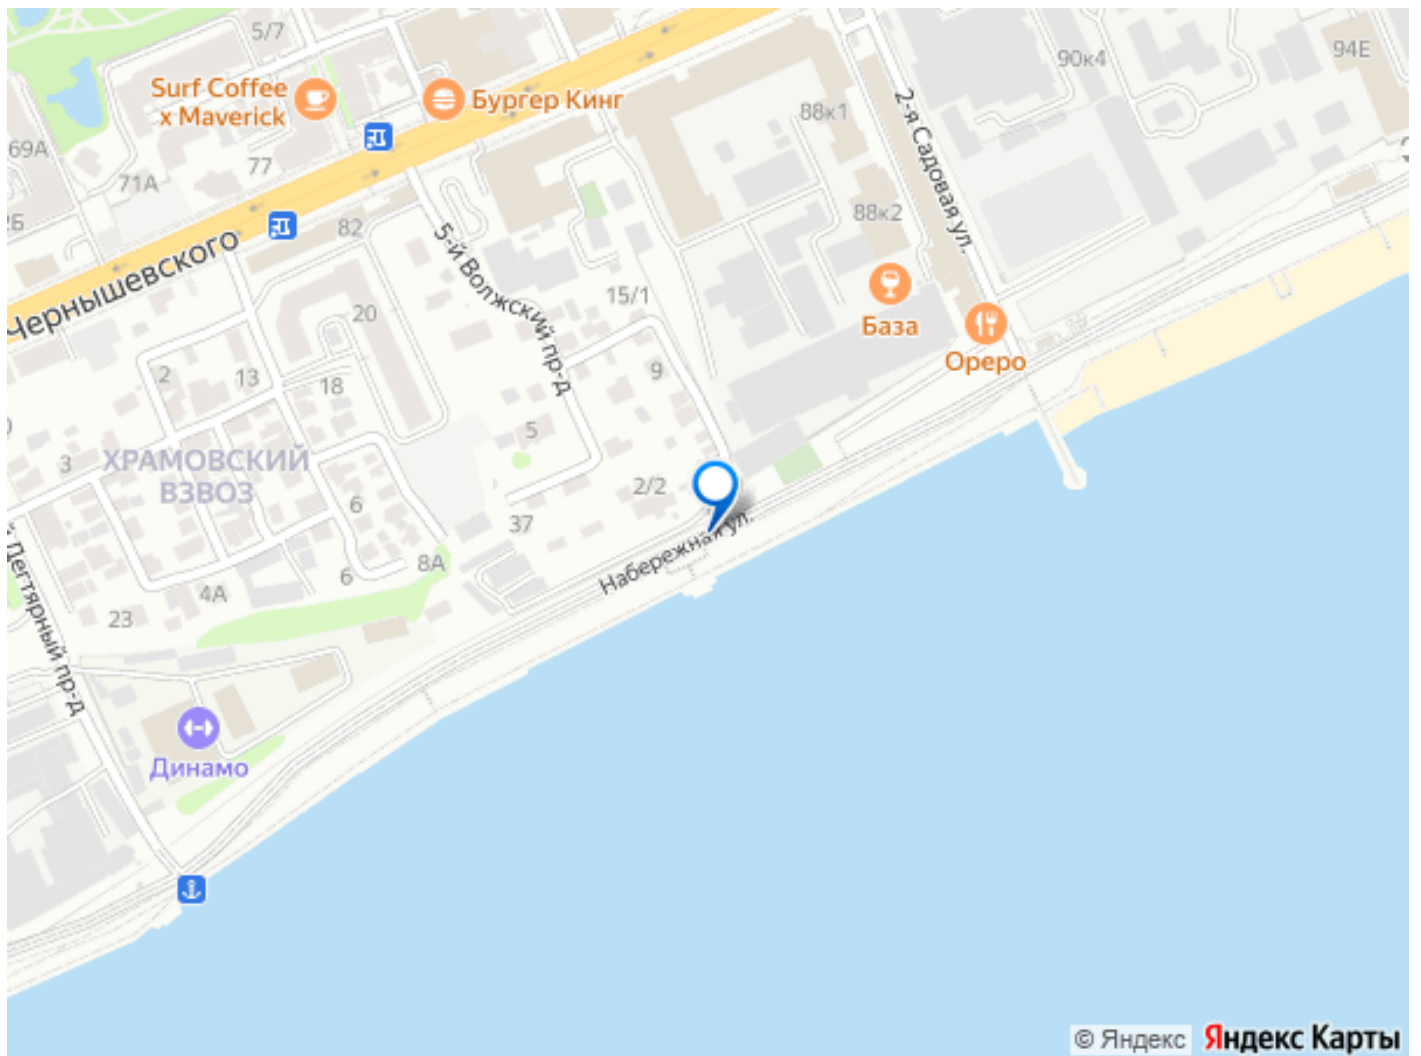 5/7
Surf Coffee
x Maverick
Бургер Кинг
90к4
94Е
88к1
2-я Садовая ул.
69А
77
71А
2Б
82
88к2
Чернышевского
5-й Волжский пр-д
15/1
База
Ореро
20
2
13
18
9
5
3
ХРАМОВСКИЙ
ВЗВОЗ
6
2/2
37
Набережная ул.
8А
6
4А
23
Дегтярный пр-д
Динамо
© Яндекс
Яндекс Карты